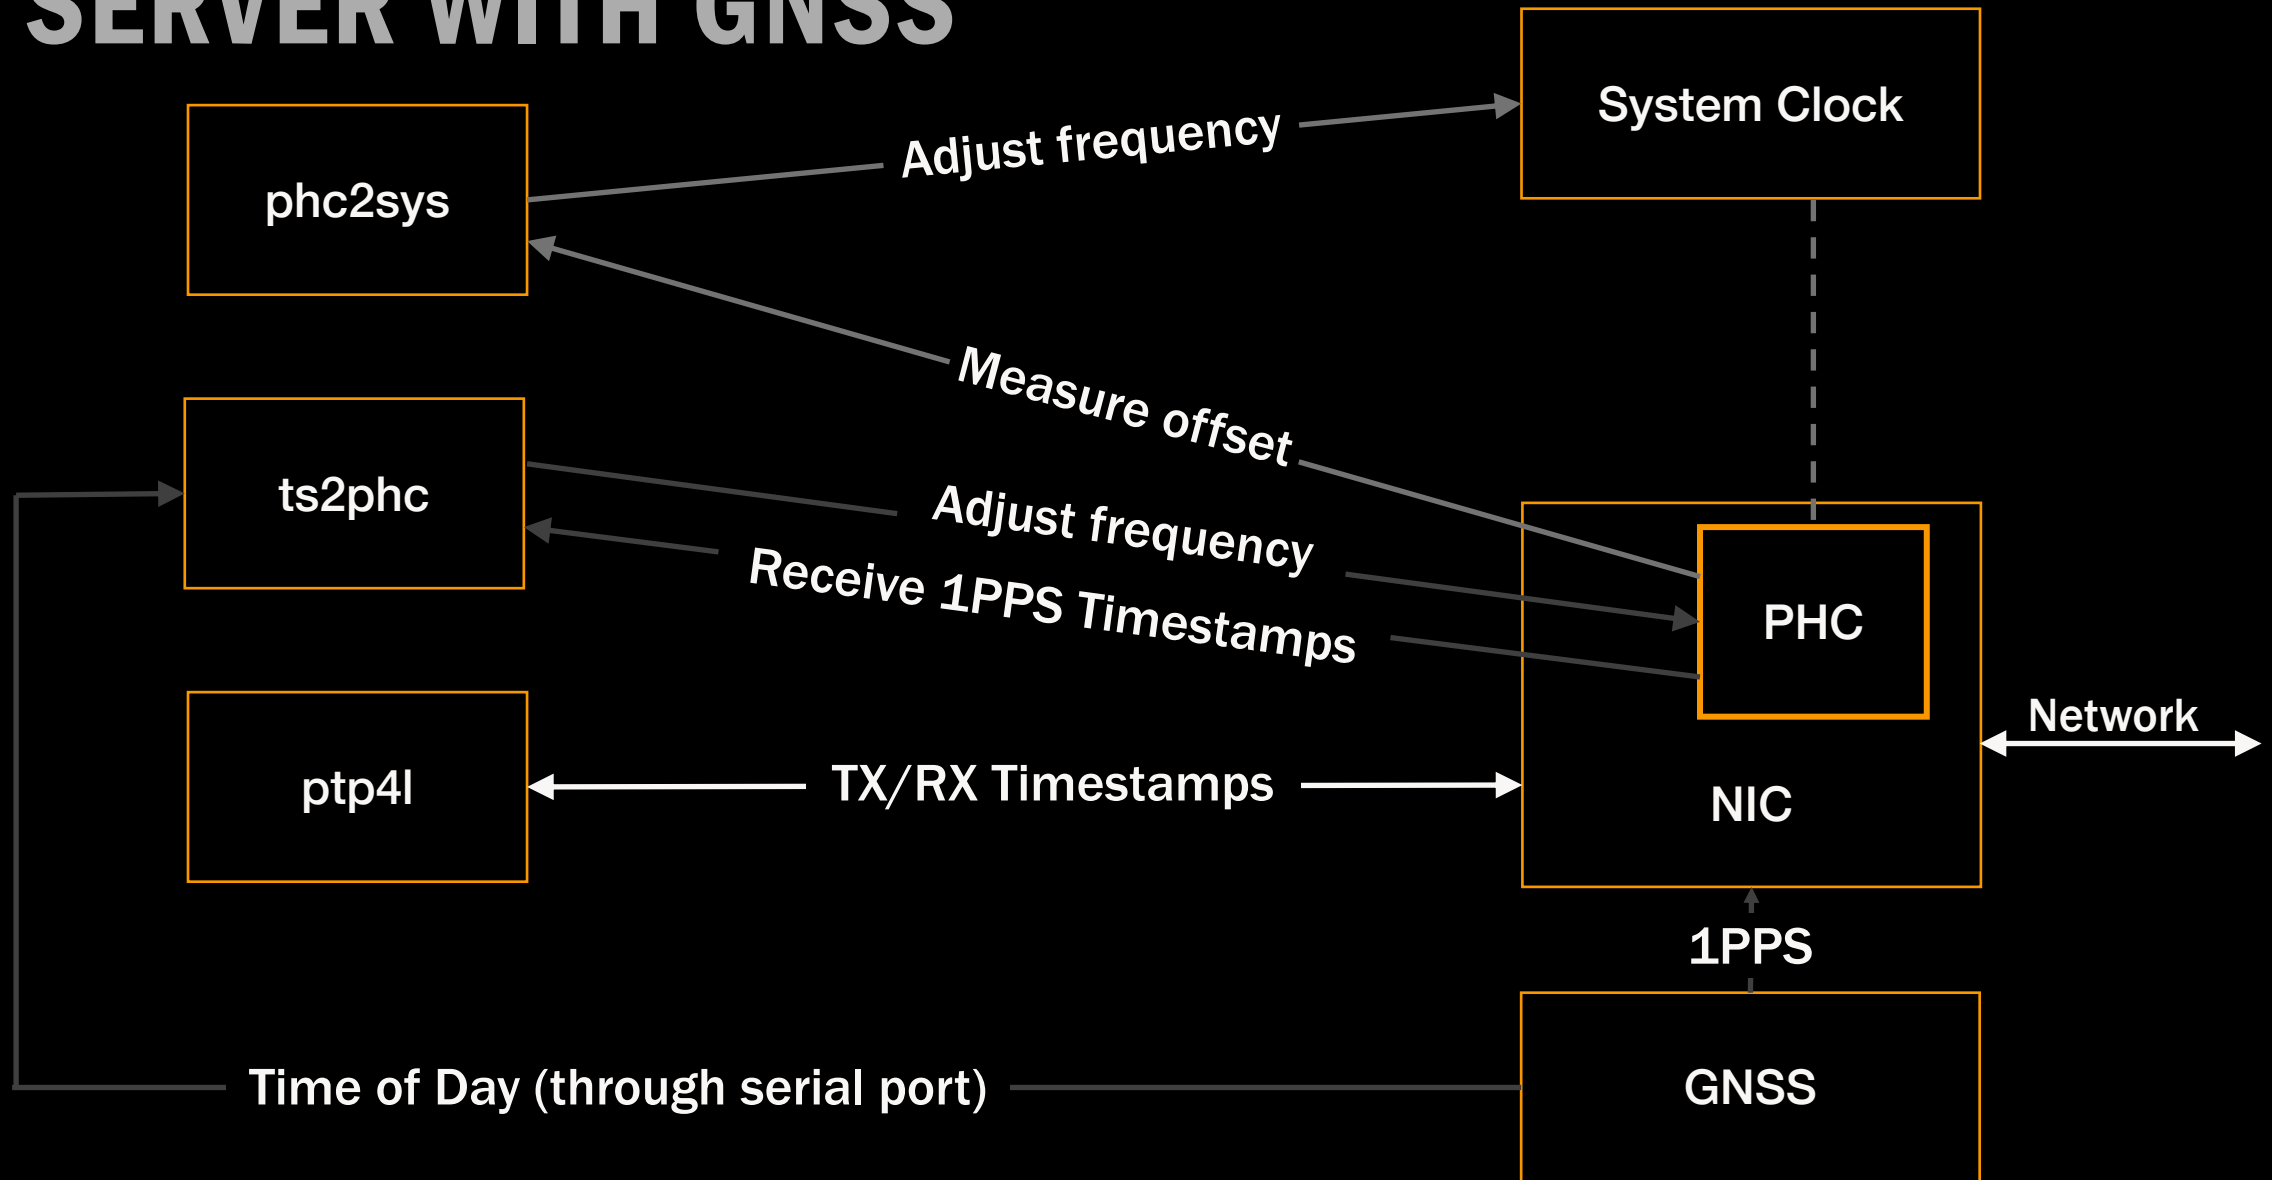 SERVER WITH GNSS
System Clock
Adjust frequency
phc2sys
Measure offset
ts2phc
Adjust frequency
Receive 1PPS Timestamps
PHC
Network
ptp4l
TX/RX Timestamps
NIC
1PPS
Time of Day (through serial port)
GNSS